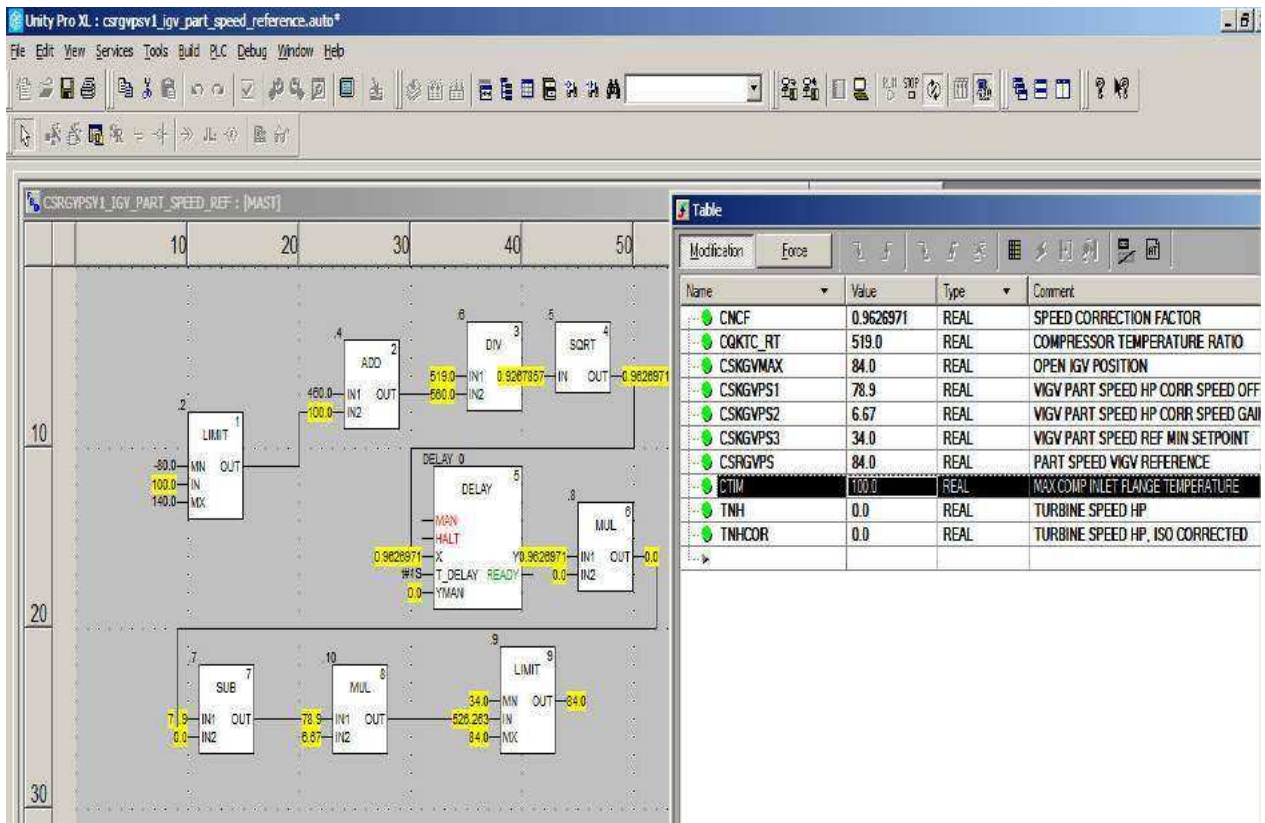 Unity Pro XL : csrgvpsv1_igv_part_speed_reference.auto*
File Edit View Services Tools Build PLC Debug Window Help
CSRGVPSV1_IGV_PART_SPEED_REF : [MAST]
10 20 30 40 50
.6 3 .5 4
.4 2 DIV SQRT
ADD
519.0 IN1 0.9267857 IN OUT 0.9626971
460.0 IN1 OUT 560.0 IN2
.2 100.0 IN2
1
10 LIMIT
-80.0 MN OUT DELAY_0 5
100.0 IN DELAY .8 6
140.0 MX MUL
MAN
HALT
0.9626971 X Y 0.9626971 IN1 OUT 0.0
t#1S T_DELAY READY 0.0 IN2
0.0 YMAN
20
.7 7 .10 8 .9 9
SUB MUL LIMIT
34.0 MN OUT 84.0
IN1 OUT 78.9 IN1 OUT 526.263 IN
0.0 IN2 6.67 IN2 84.0 MX
30
Table
Modification Force
Name Value Type Comment
CNCF 0.9626971 REAL SPEED CORRECTION FACTOR
CQKTC_RT 519.0 REAL COMPRESSOR TEMPERATURE RATIO
CSKGVMAX 84.0 REAL OPEN IGV POSITION
CSKGVPS1 78.9 REAL VIGV PART SPEED HP CORR SPEED OFF
CSKGVPS2 6.67 REAL VIGV PART SPEED HP CORR SPEED GAI
CSKGVPS3 34.0 REAL VIGV PART SPEED REF MIN SETPOINT
CSRGVPS 84.0 REAL PART SPEED VIGV REFERENCE
CTIM 100.0 REAL MAX COMP INLET FLANGE TEMPERATURE
TNH 0.0 REAL TURBINE SPEED HP
TNHCOR 0.0 REAL TURBINE SPEED HP, ISO CORRECTED